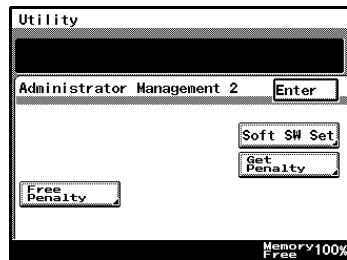 Utility
Administrator Management 2 Enter
Soft SW Set
Get
Penalty
Free
Penalty
Memory
Free 100%